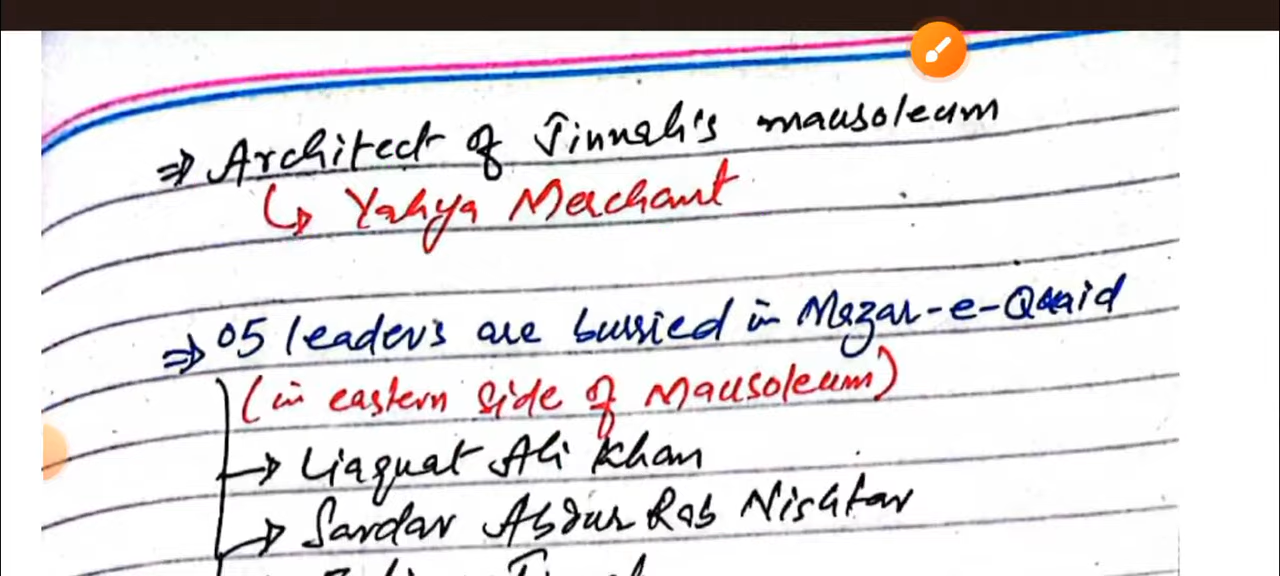 ⇒ Architect of Jinnah's mausoleum
↳ Yahya Merchant
⇒ 05 leaders are burried in Mazar-e-Quaid
(in eastern side of Mausoleum)
→ Liaquat Ali Khan
→ Sardar Abdur Rab Nishtar